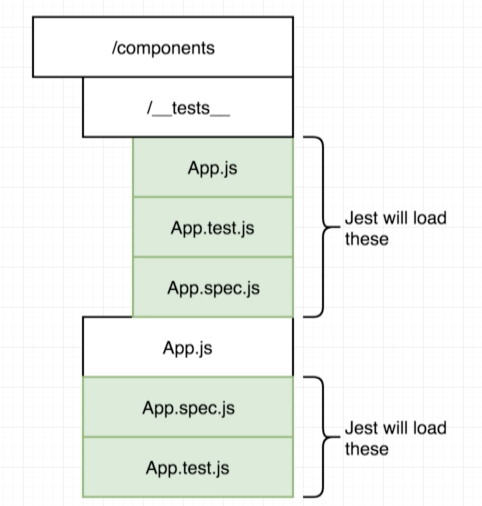 /components
/__tests__
App.js
App.test.js
App.spec.js
Jest will load
these
App.js
App.spec.js
App.test.js
Jest will load
these